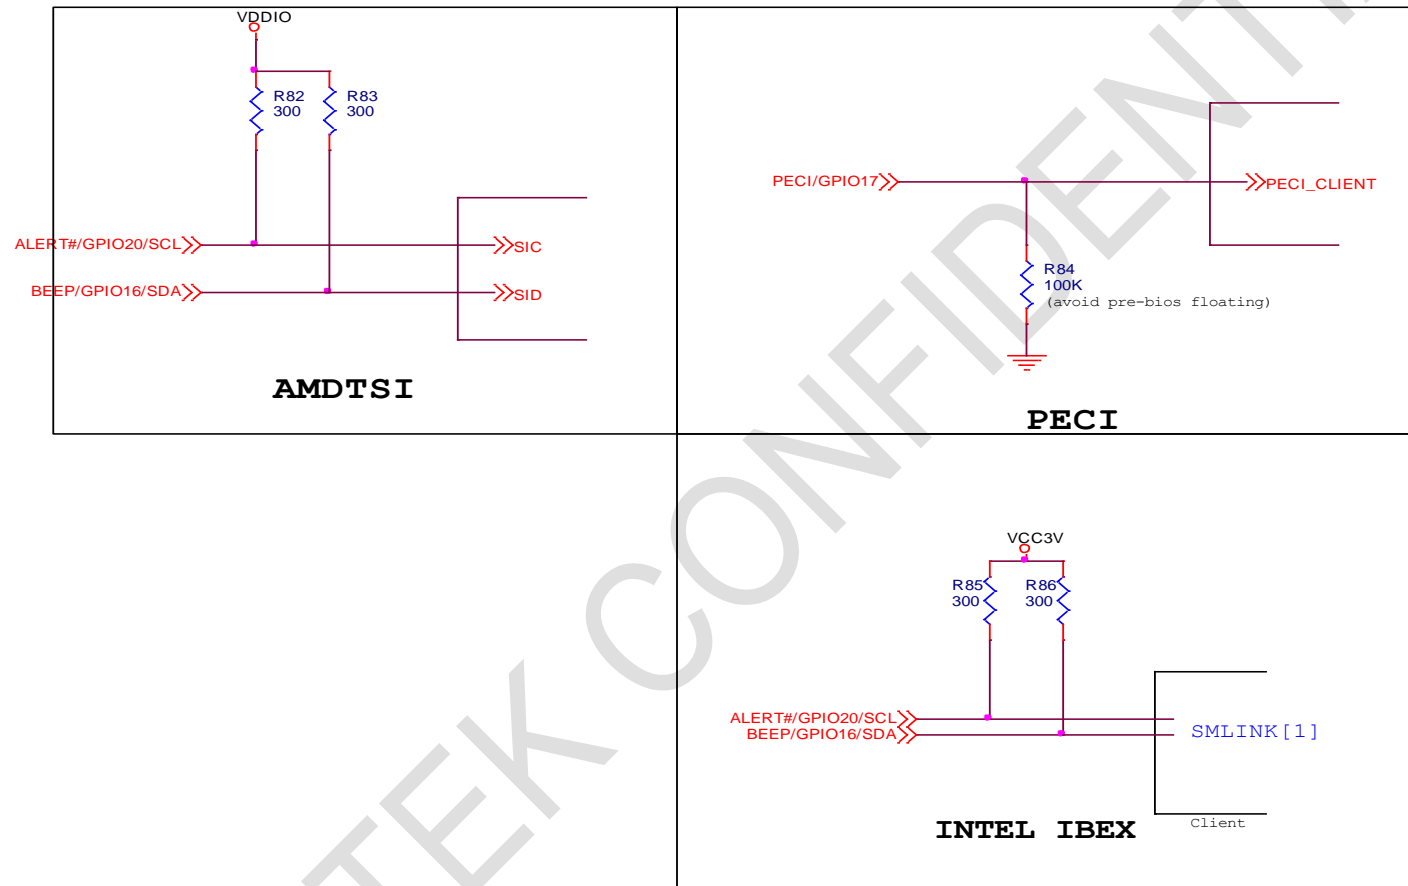 VDDIO
R82
300
R83
300
ALERT#/GPIO20/SCL
SIC
BEEP/GPIO16/SDA
SID
AMDTSI
PECI/GPIO17
PECI_CLIENT
R84
100K
(avoid pre-bios floating)
PECI
VCC3V
R85
300
R86
300
ALERT#/GPIO20/SCL
BEEP/GPIO16/SDA
SMLINK[1]
Client
INTEL IBEX
TEK CONFIDENT